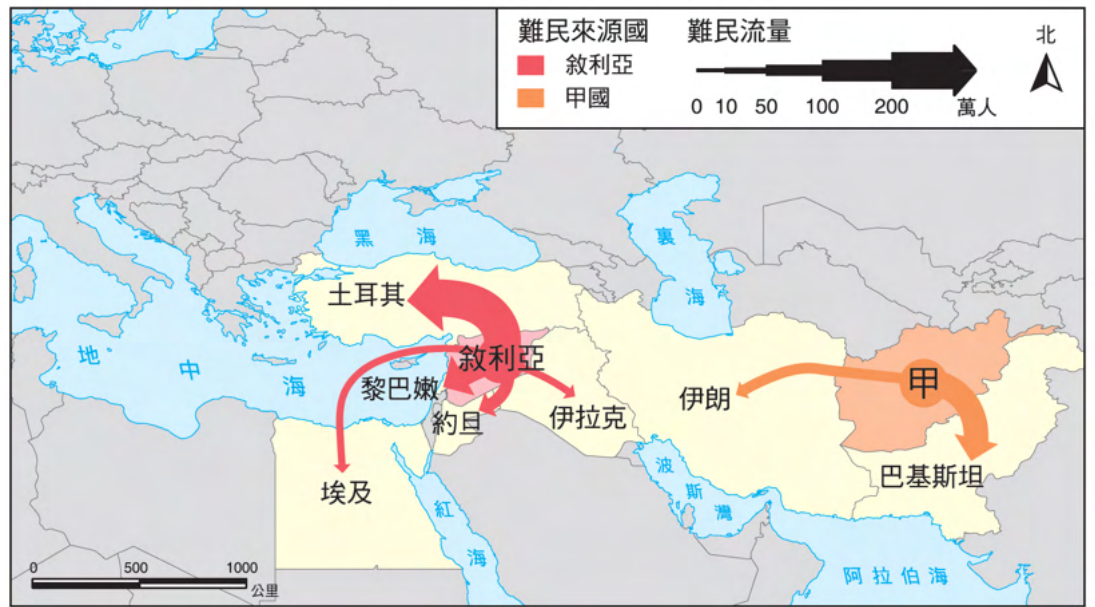 難民來源國
敘利亞
甲國
難民流量
0 10 50 100 200 萬人
北
黑海
裏海
土耳其
地中海
敘利亞
黎巴嫩
約旦
伊拉克
伊朗
甲
巴基斯坦
埃及
波斯灣
紅海
阿拉伯海
0 500 1000
公里